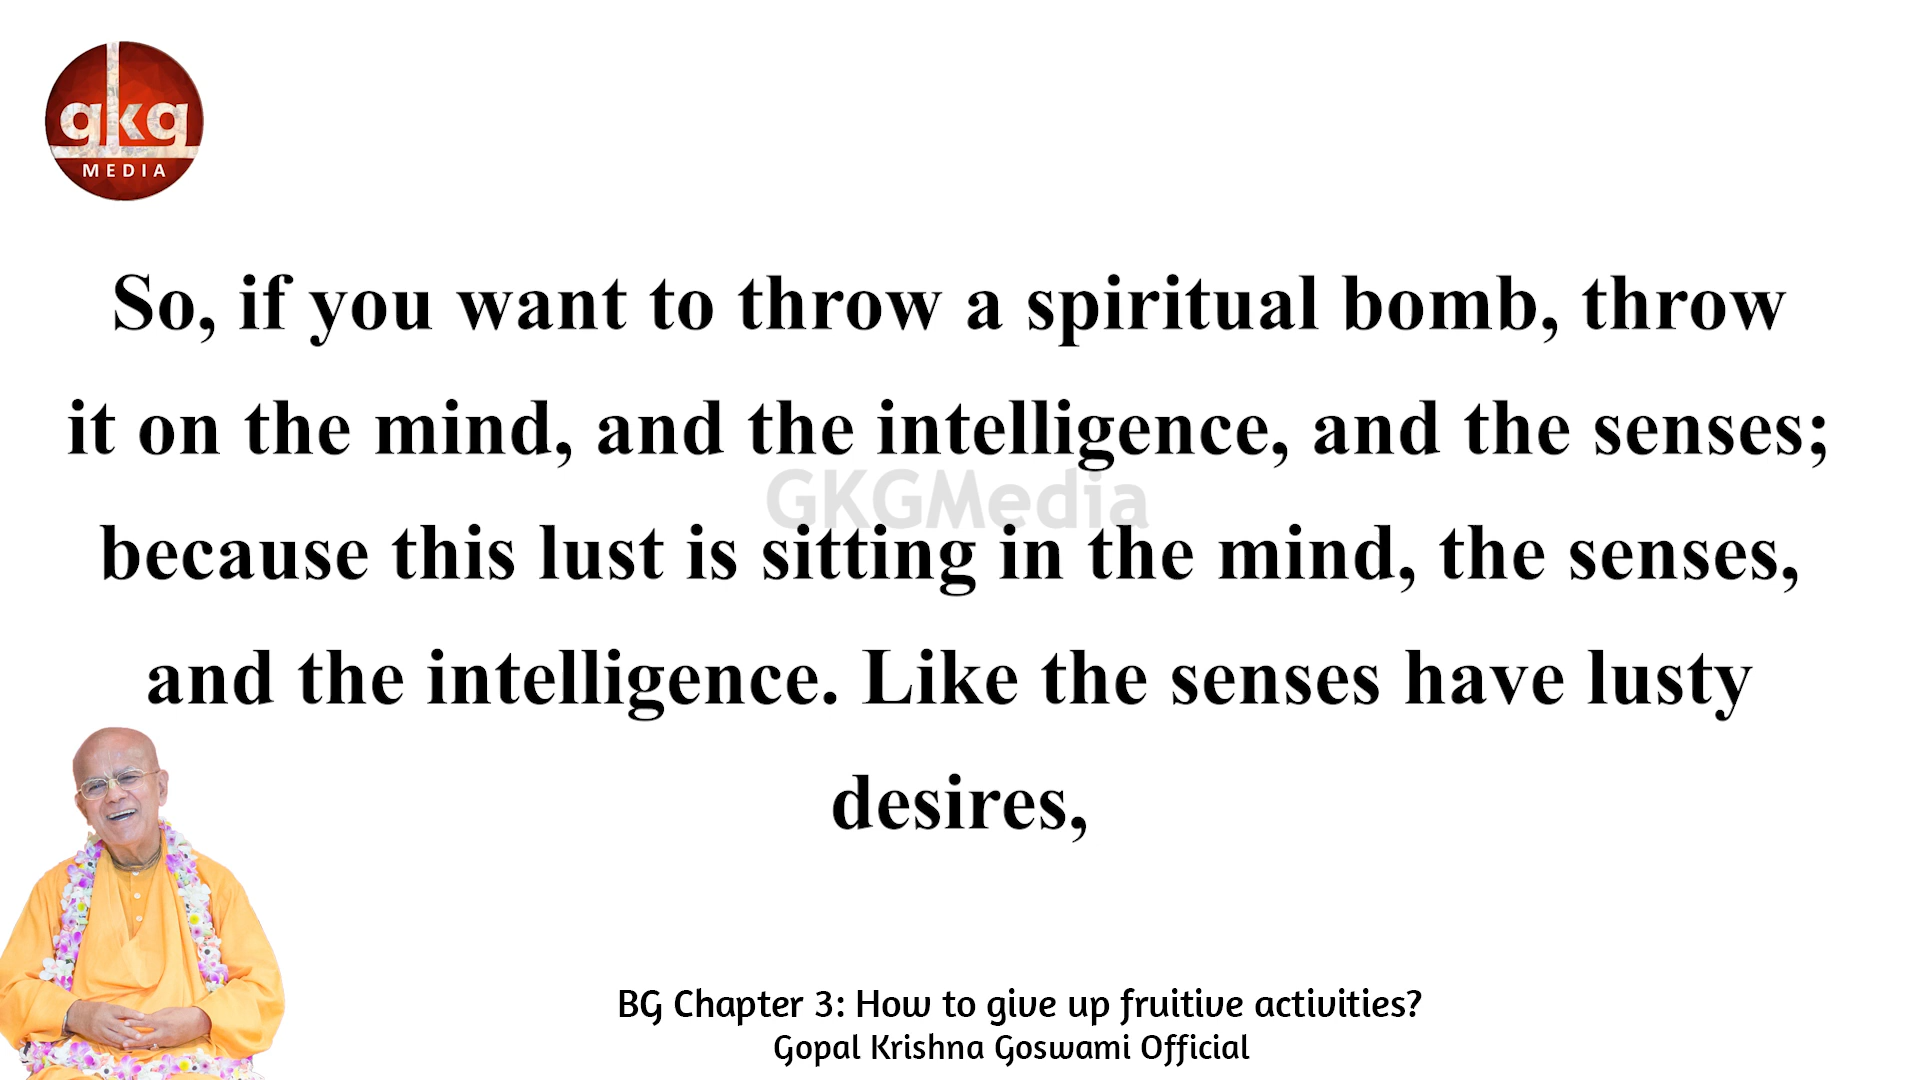 gkg
MEDIA
So, if you want to throw a spiritual bomb, throw
it on the mind, and the intelligence, and the senses;
GKGMedia
because this lust is sitting in the mind, the senses,
and the intelligence. Like the senses have lusty
desires,
BG Chapter 3: How to give up fruitive activities?
Gopal Krishna Goswami Official